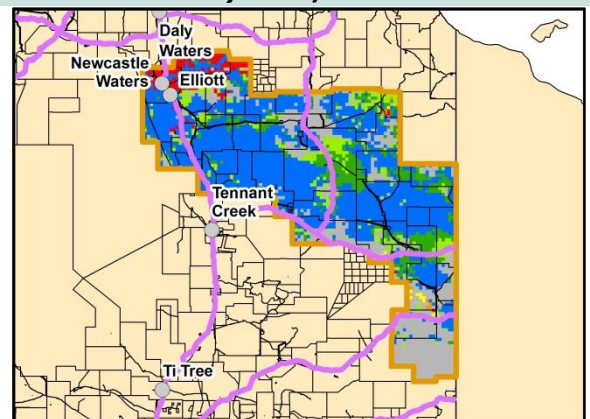 Daly
Waters
Newcastle
Waters
Elliott
Tennant
Creek
Ti Tree